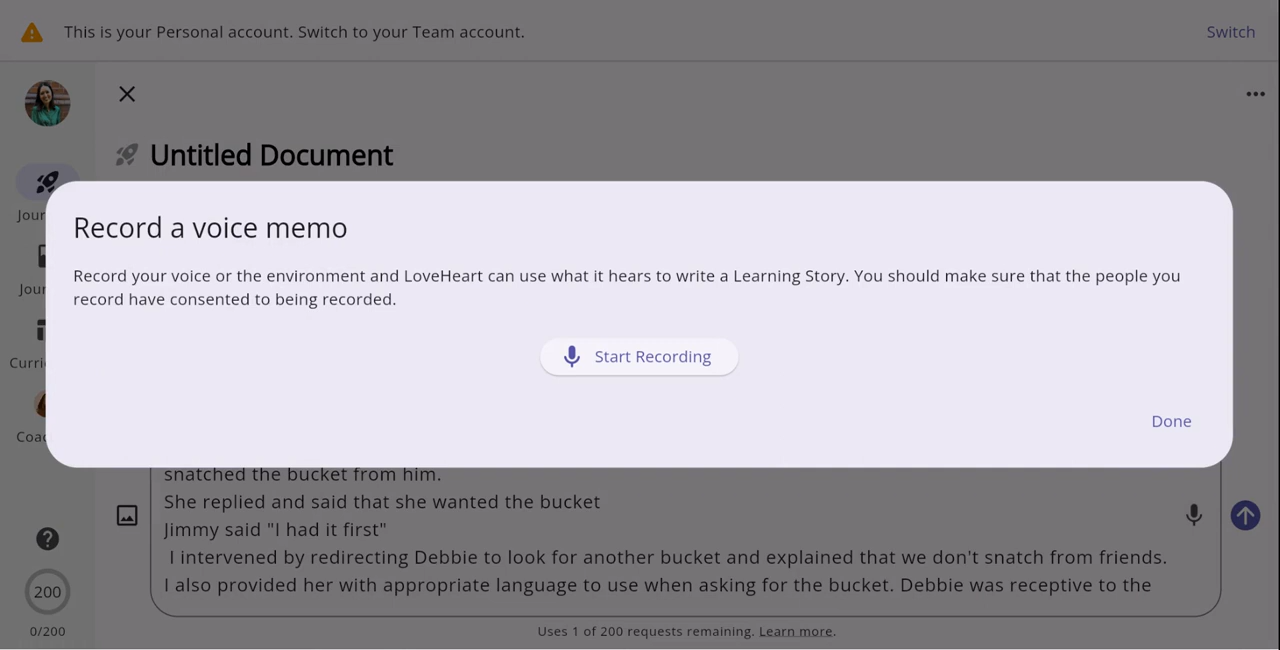 This is your Personal account. Switch to your Team account.
Switch
Untitled Document
Record a voice memo
Record your voice or the environment and LoveHeart can use what it hears to write a Learning Story. You should make sure that the people you
record have consented to being recorded.
Start Recording
Done
snatched the bucket from him.
She replied and said that she wanted the bucket
Jimmy said "I had it first"
I intervened by redirecting Debbie to look for another bucket and explained that we don't snatch from friends.
I also provided her with appropriate language to use when asking for the bucket. Debbie was receptive to the
200
0/200
Uses 1 of 200 requests remaining. Learn more.